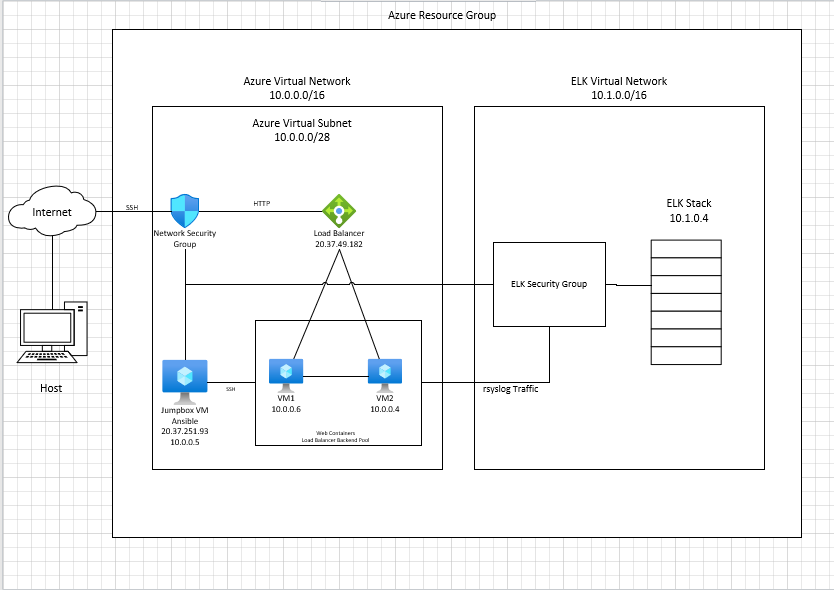 Azure Resource Group
Azure Virtual Network
10.0.0.0/16
ELK Virtual Network
10.1.0.0/16
Azure Virtual Subnet
10.0.0.0/28
Internet
SSH
HTTP
Network Security
Group
Load Balancer
20.37.49.182
ELK Stack
10.1.0.4
ELK Security Group
Host
Jumpbox VM
Ansible
20.37.251.93
10.0.0.5
SSH
VM1
10.0.0.6
VM2
10.0.0.4
Web Containers
Load Balancer Backend Pool
rsyslog Traffic